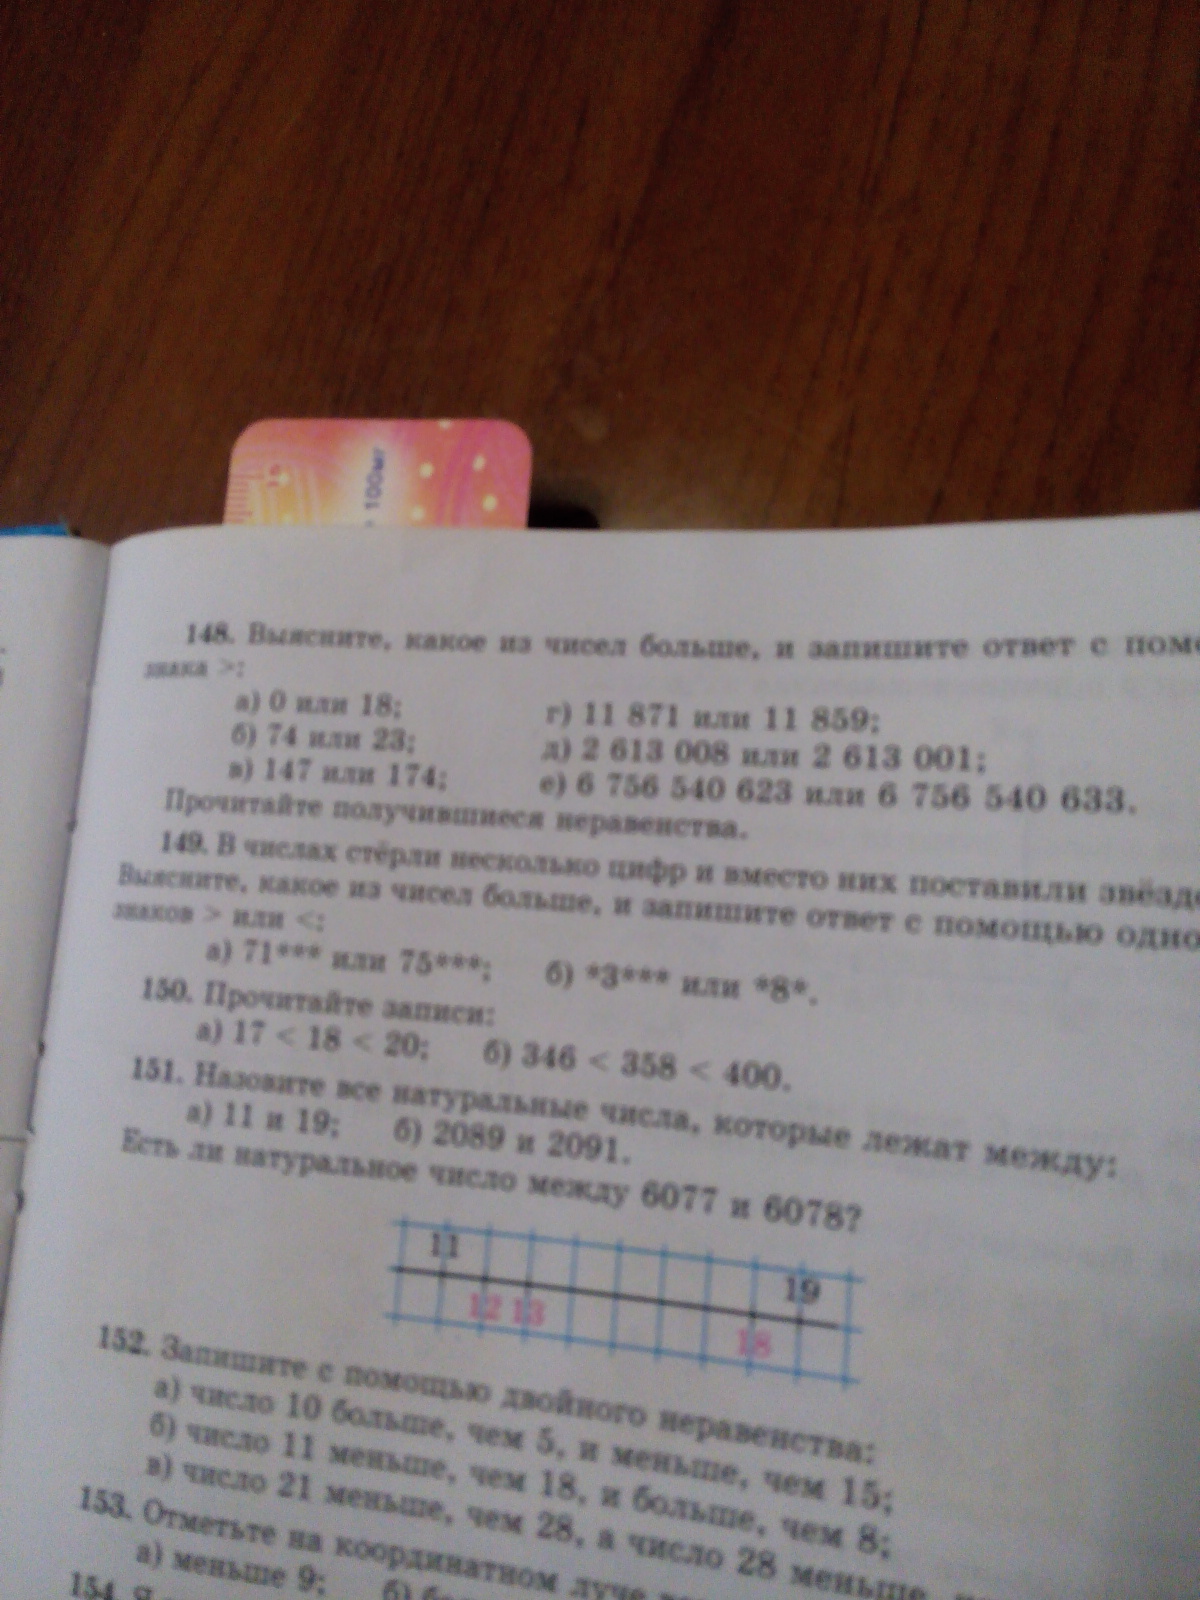 100мг
148. Выясните, какое из чисел больше, и запишите ответ с пом
знака >:
а) 0 или 18; г) 11 871 или 11 859;
б) 74 или 23; д) 2 613 008 или 2 613 001;
в) 147 или 174; е) 6 756 540 623 или 6 756 540 633.
Прочитайте получившиеся неравенства.
149. В числах стёрли несколько цифр и вместо них поставили звёзд
Выясните, какое из чисел больше, и запишите ответ с помощью одно
знаков > или <:
а) 71*** или 75***; б) *3*** или *8*.
150. Прочитайте записи:
а) 17 < 18 < 20; б) 346 < 358 < 400.
151. Назовите все натуральные числа, которые лежат между:
а) 11 и 19; б) 2089 и 2091.
Есть ли натуральное число между 6077 и 6078?
11 19
12 13 18
152. Запишите с помощью двойного неравенства:
а) число 10 больше, чем 5, и меньше, чем 15;
б) число 11 меньше, чем 18, и больше, чем 8;
в) число 21 меньше, чем 28, а число 28 меньше,
153. Отметьте на координатном луче
а) меньше 9; б)
154.